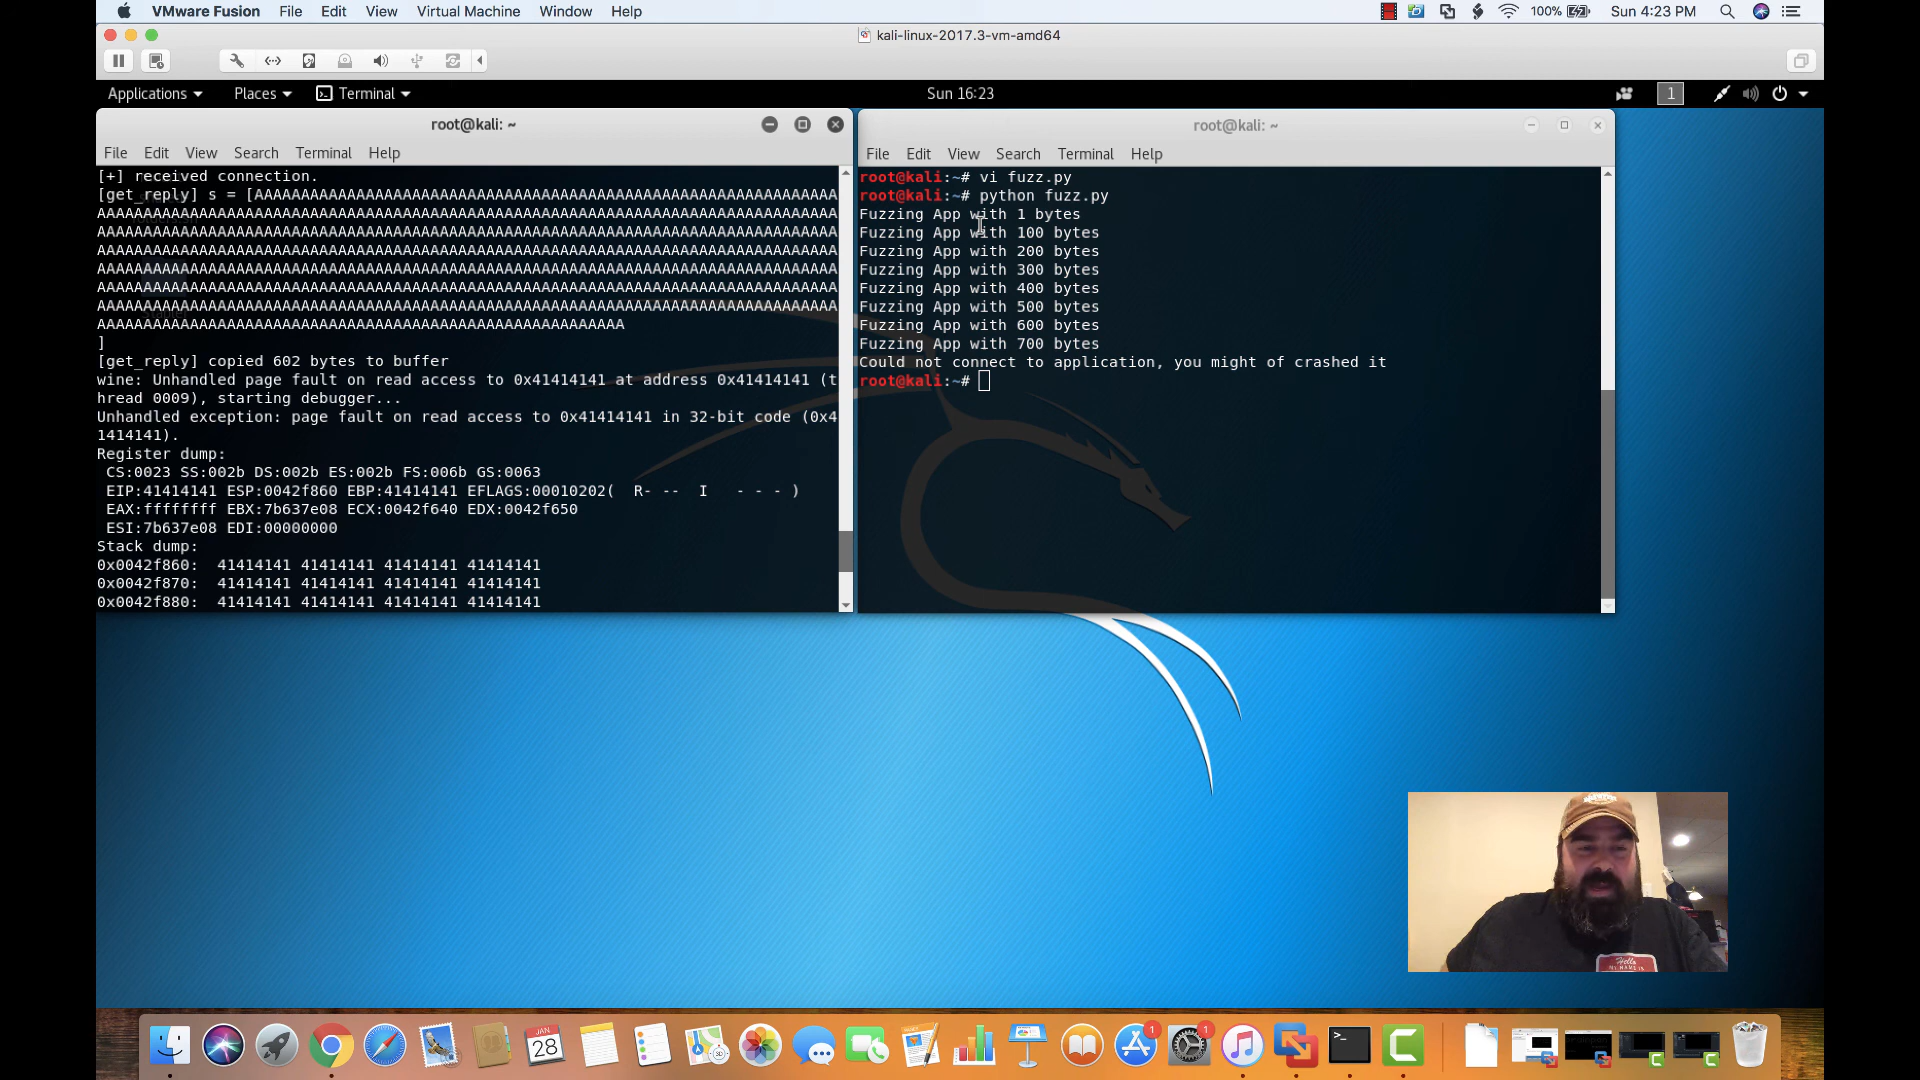 VMware Fusion File Edit View Virtual Machine Window Help 100% Sun 4:23 PM
kali-linux-2017.3-vm-amd64
Applications Places Terminal Sun 16:23 1
root@kali: ~
File Edit View Search Terminal Help
[+] received connection.
]
[get_reply] copied 602 bytes to buffer
wine: Unhandled page fault on read access to 0x41414141 at address 0x41414141 (t
hread 0009), starting debugger...
Unhandled exception: page fault on read access to 0x41414141 in 32-bit code (0x4
1414141).
Register dump:
CS:0023 SS:002b DS:002b ES:002b FS:006b GS:0063
EIP:41414141 ESP:0042f860 EBP:41414141 EFLAGS:00010202( R- -- I - - - )
EAX:ffffffff EBX:7b637e08 ECX:0042f640 EDX:0042f650
ESI:7b637e08 EDI:00000000
Stack dump:
0x0042f860: 41414141 41414141 41414141 41414141
0x0042f870: 41414141 41414141 41414141 41414141
0x0042f880: 41414141 41414141 41414141 41414141
root@kali: ~
File Edit View Search Terminal Help
root@kali:~# vi fuzz.py
root@kali:~# python fuzz.py
Fuzzing App with 1 bytes
Fuzzing App with 100 bytes
Fuzzing App with 200 bytes
Fuzzing App with 300 bytes
Fuzzing App with 400 bytes
Fuzzing App with 500 bytes
Fuzzing App with 600 bytes
Fuzzing App with 700 bytes
Could not connect to application, you might of crashed it
root@kali:~#
Hello
MY NAME IS
JAN
28
3D
1
1